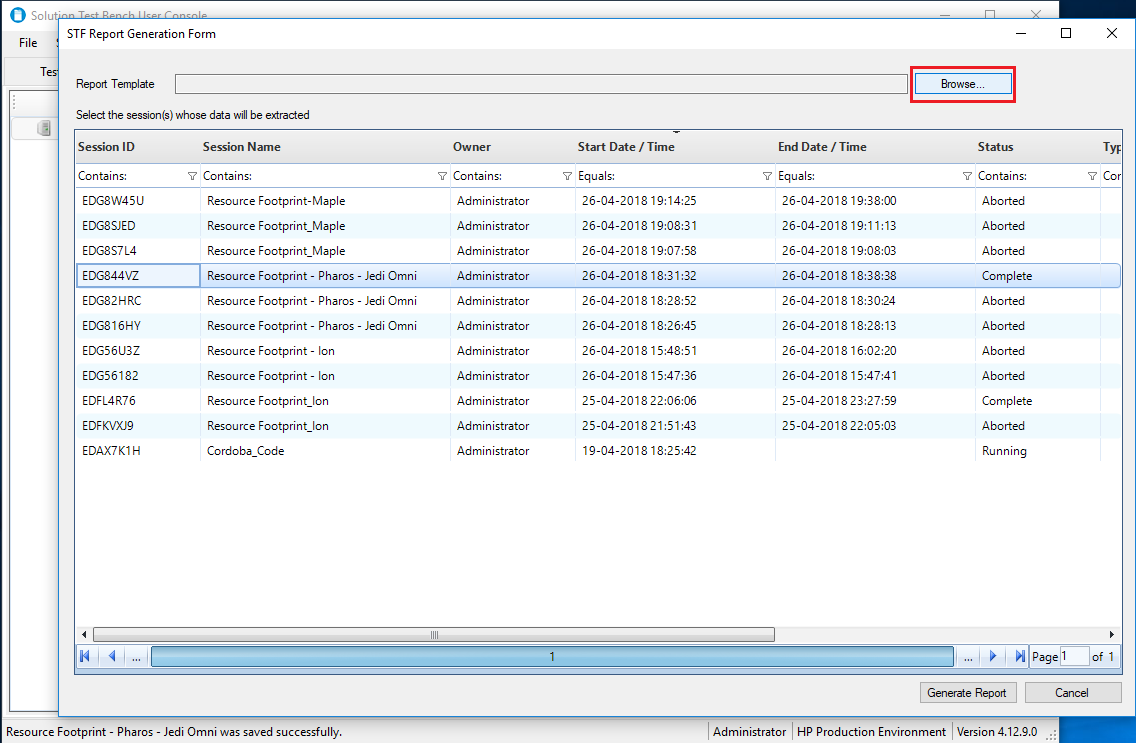 Solution Test Bench User Console
File
STF Report Generation Form
Report Template
Browse...
Select the session(s) whose data will be extracted
Session ID Session Name Owner Start Date / Time End Date / Time Status Typ
Contains: Contains: Contains: Equals: Equals: Contains: Cor
EDG8W45U Resource Footprint-Maple Administrator 26-04-2018 19:14:25 26-04-2018 19:38:00 Aborted
EDG8SJED Resource Footprint_Maple Administrator 26-04-2018 19:08:31 26-04-2018 19:11:13 Aborted
EDG8S7L4 Resource Footprint_Maple Administrator 26-04-2018 19:07:58 26-04-2018 19:08:03 Aborted
EDG844VZ Resource Footprint - Pharos - Jedi Omni Administrator 26-04-2018 18:31:32 26-04-2018 18:38:38 Complete
EDG82HRC Resource Footprint - Pharos - Jedi Omni Administrator 26-04-2018 18:28:52 26-04-2018 18:30:24 Aborted
EDG816HY Resource Footprint - Pharos - Jedi Omni Administrator 26-04-2018 18:26:45 26-04-2018 18:28:13 Aborted
EDG56U3Z Resource Footprint - Ion Administrator 26-04-2018 15:48:51 26-04-2018 16:02:20 Aborted
EDG56182 Resource Footprint - Ion Administrator 26-04-2018 15:47:36 26-04-2018 15:47:41 Aborted
EDFL4R76 Resource Footprint_Ion Administrator 25-04-2018 22:06:06 25-04-2018 23:27:59 Complete
EDFKVXJ9 Resource Footprint_Ion Administrator 25-04-2018 21:51:43 25-04-2018 22:05:03 Aborted
EDAX7K1H Cordoba_Code Administrator 19-04-2018 18:25:42 Running
... 1 ... Page 1 of 1
Generate Report Cancel
Resource Footprint - Pharos - Jedi Omni was saved successfully. Administrator HP Production Environment Version 4.12.9.0